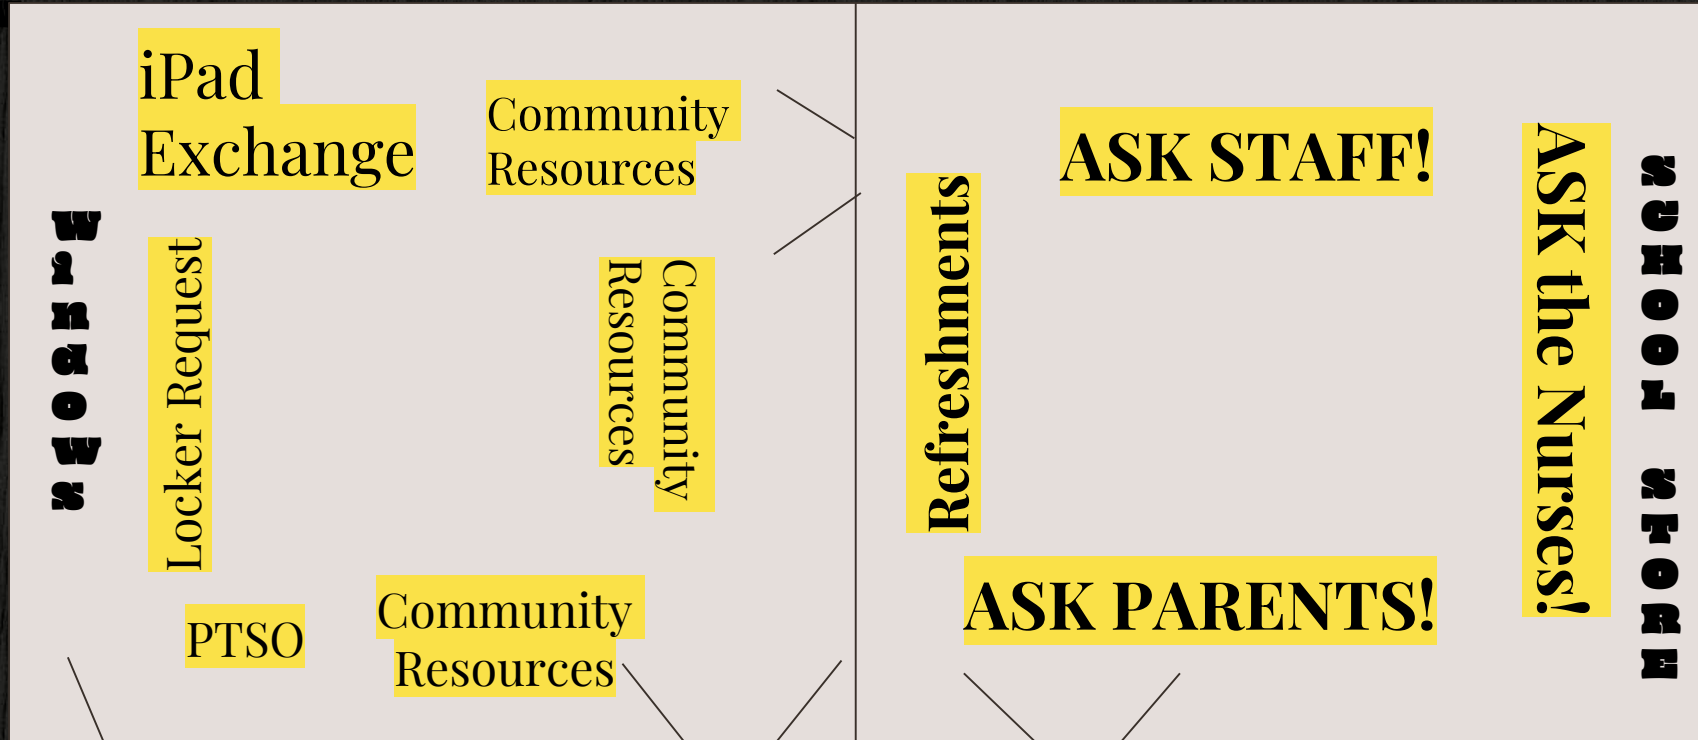 iPad
Exchange
Community
Resources
Windows
Locker Request
Community
Resources
PTSO
Community
Resources
ASK STAFF!
Refreshments
ASK the Nurses!
SCHOOL STORE
ASK PARENTS!